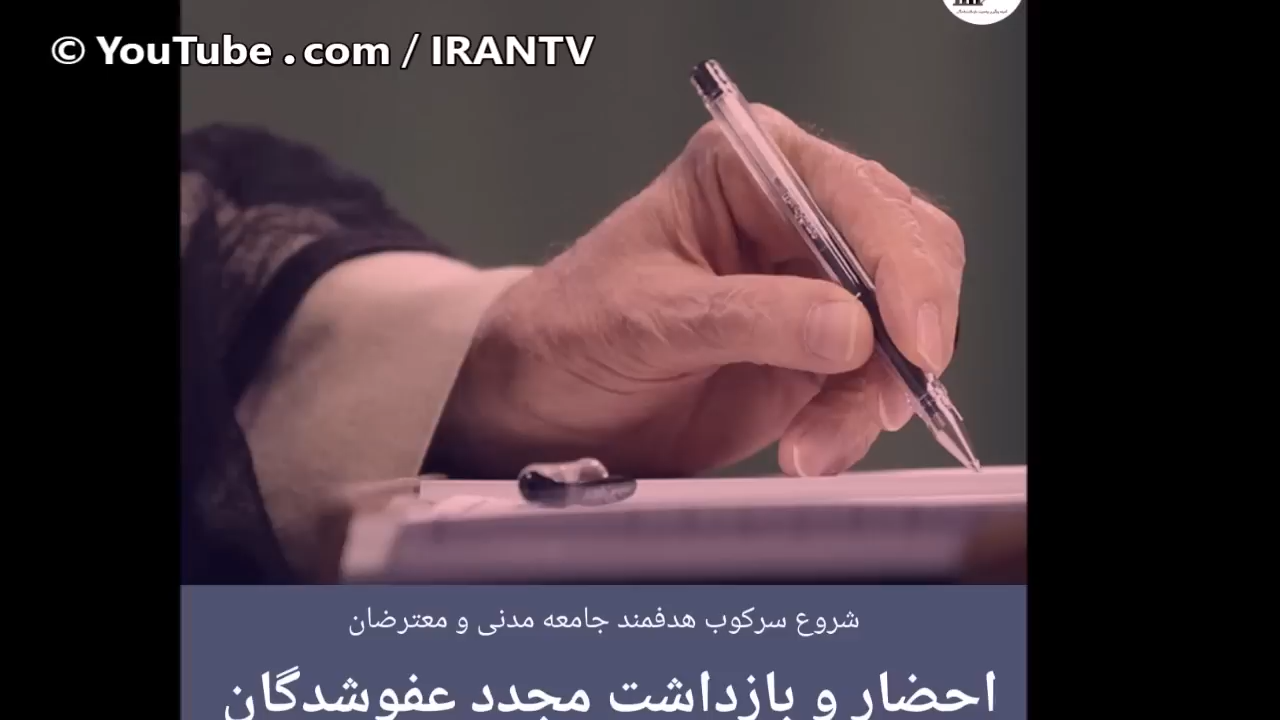 © YouTube . com / IRANTV
شروع سرکوب هدفمند جامعه مدنی و معترضان
احضار و بازداشت مجدد عفوشدگان